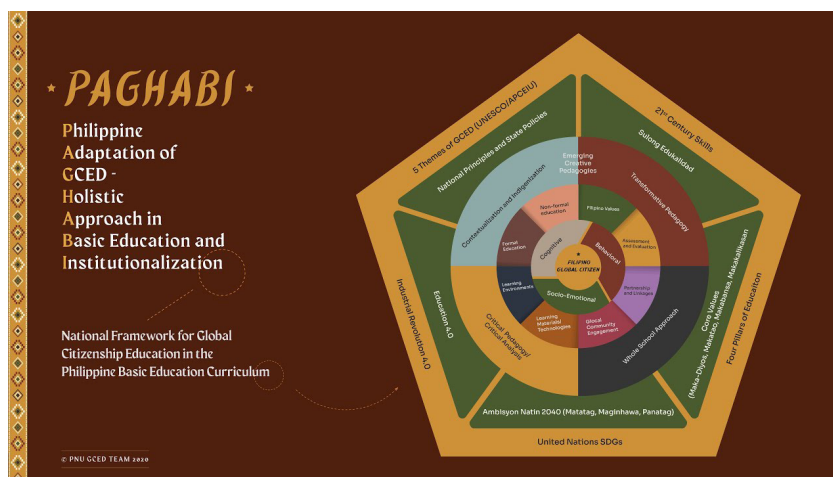 PAGHABI
Philippine
Adaptation of
GCED -
Holistic
Approach in
Basic Education and
Institutionalization
National Framework for Global
Citizenship Education in the
Philippine Basic Education Curriculum
© PNU GCED TEAM 2020
5 Themes of GCED (UNESCO/APCEIU)
21st Century Skills
National Principles and State Policies
Sulong Edukalidad
Emerging
Creative
Pedagogies
Contextualization and Indigenization
Transformative Pedagogy
Non-formal
education
Filipino Values
Formal
Education
Cognitive
Behavioral
Assessment
and Evaluation
FILIPINO
GLOBAL CITIZEN
Learning
Environments
Socio-Emotional
Partnership
and Linkages
Learning
Materials/
Technologies
Global
Community
Engagement
Critical Pedagogy/
Critical Analysis
Whole School Approach
Industrial Revolution 4.0
Education 4.0
Core Values
(Maka-Diyos, Makatao, Makabansa, Makakalikasan)
Four Pillars of Educaiton
Ambisyon Natin 2040 (Matatag, Maginhawa, Panatag)
United Nations SDGs